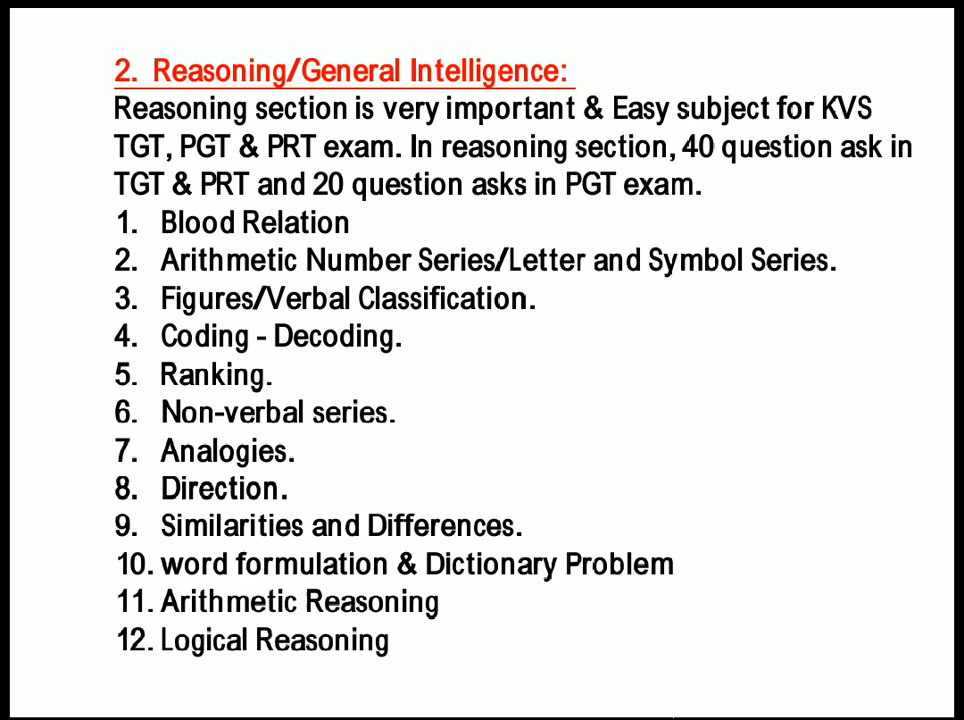 2. Reasoning/General Intelligence:
Reasoning section is very important & Easy subject for KVS
TGT, PGT & PRT exam. In reasoning section, 40 question ask in
TGT & PRT and 20 question asks in PGT exam.
1. Blood Relation
2. Arithmetic Number Series/Letter and Symbol Series.
3. Figures/Verbal Classification.
4. Coding - Decoding.
5. Ranking.
6. Non-verbal series.
7. Analogies.
8. Direction.
9. Similarities and Differences.
10. word formulation & Dictionary Problem
11. Arithmetic Reasoning
12. Logical Reasoning